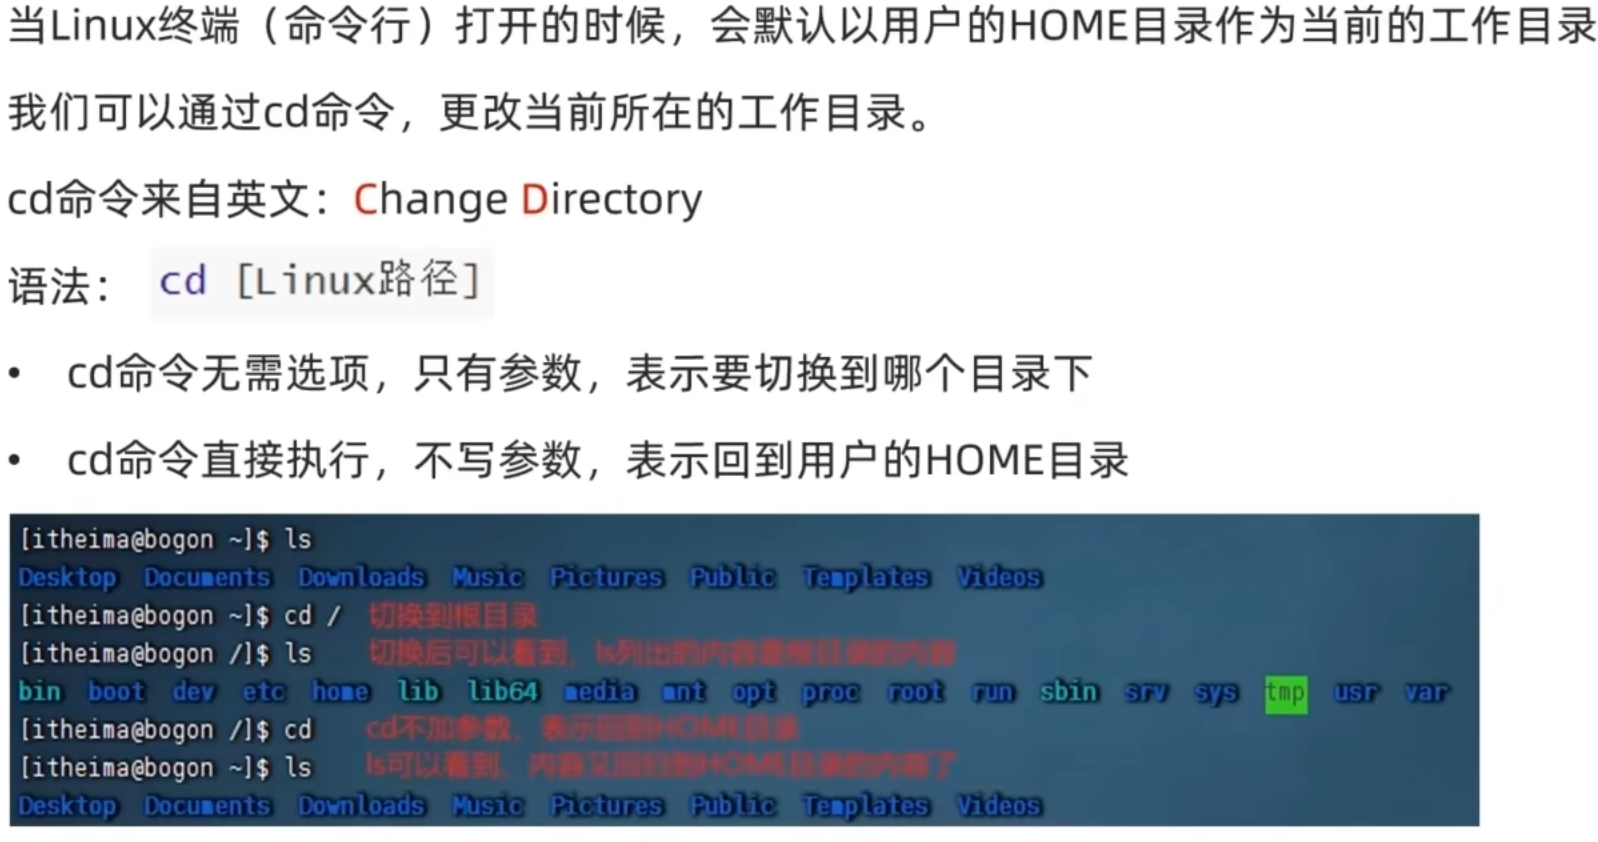 当Linux终端（命令行）打开的时候，会默认以用户的HOME目录作为当前的工作目录
我们可以通过cd命令，更改当前所在的工作目录。
cd命令来自英文：Change Directory
语法： cd [Linux路径]
• cd命令无需选项，只有参数，表示要切换到哪个目录下
• cd命令直接执行，不写参数，表示回到用户的HOME目录
[itheima@bogon ~]$ ls
Desktop Documents Downloads Music Pictures Public Templates Videos
[itheima@bogon ~]$ cd / 切换到根目录
[itheima@bogon /]$ ls 切换后可以看到，ls列出的内容是根目录的内容
bin boot dev etc home lib lib64 media mnt opt proc root run sbin srv sys tmp usr var
[itheima@bogon /]$ cd cd不加参数，表示回到HOME目录
[itheima@bogon ~]$ ls ls可以看到，内容又回归到HOME目录的内容了
Desktop Documents Downloads Music Pictures Public Templates Videos